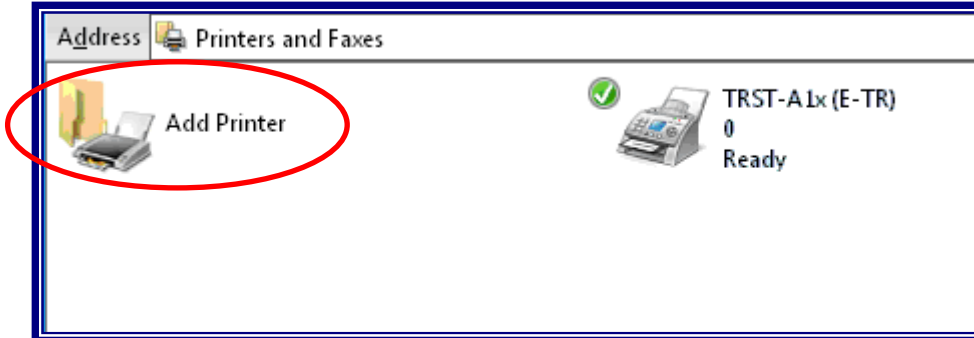 Address Printers and Faxes
Add Printer
TRST-A1x (E-TR)
0
Ready